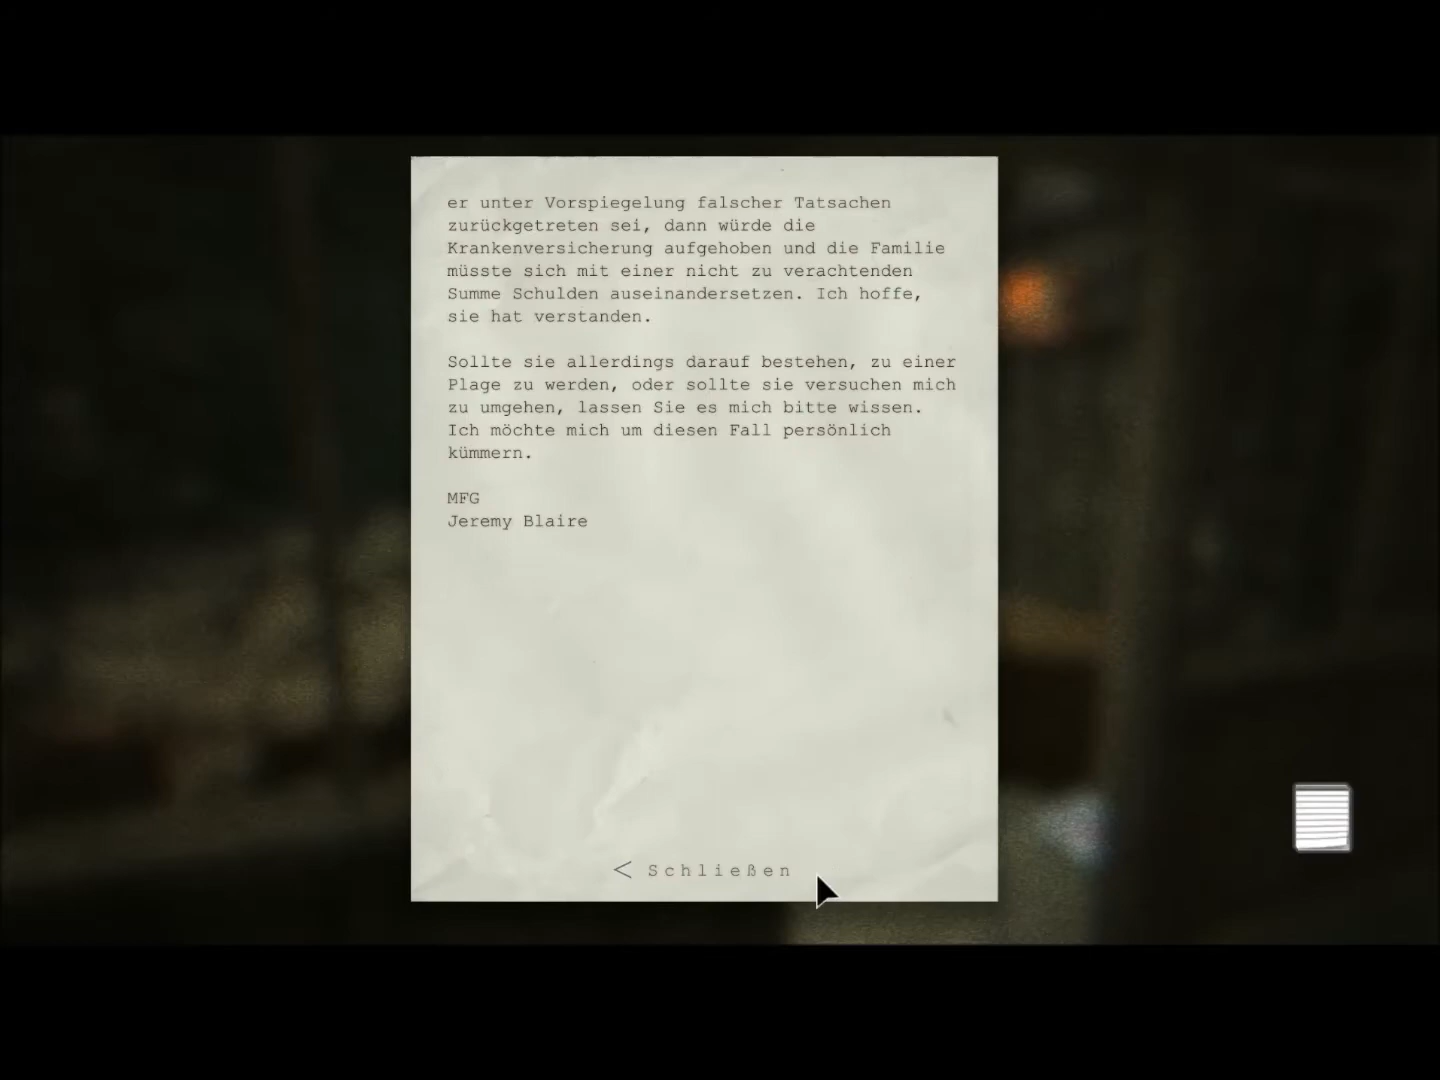 er unter Vorspiegelung falscher Tatsachen
zurückgetreten sei, dann würde die
Krankenversicherung aufgehoben und die Familie
müsste sich mit einer nicht zu verachtenden
Summe Schulden auseinandersetzen. Ich hoffe,
sie hat verstanden.
Sollte sie allerdings darauf bestehen, zu einer
Plage zu werden, oder sollte sie versuchen mich
zu umgehen, lassen Sie es mich bitte wissen.
Ich möchte mich um diesen Fall persönlich
kümmern.
MFG
Jeremy Blaire
< Schließen